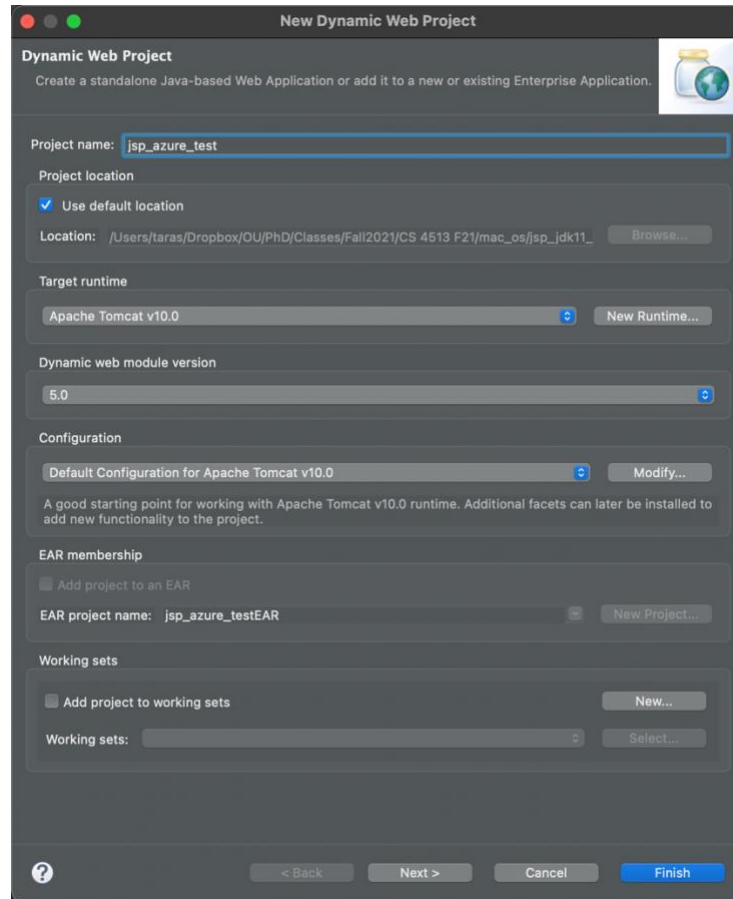 New Dynamic Web Project
Dynamic Web Project
Create a standalone Java-based Web Application or add it to a new or existing Enterprise Application.
Project name: jsp_azure_test
Project location
Use default location
Location: /Users/taras/Dropbox/OU/PhD/Classes/Fall2021/CS 4513 F21/mac_os/jsp_jdk11_ Browse...
Target runtime
Apache Tomcat v10.0 New Runtime...
Dynamic web module version
5.0
Configuration
Default Configuration for Apache Tomcat v10.0 Modify...
A good starting point for working with Apache Tomcat v10.0 runtime. Additional facets can later be installed to
add new functionality to the project.
EAR membership
Add project to an EAR
EAR project name: jsp_azure_testEAR New Project...
Working sets
Add project to working sets New...
Working sets: Select...
? < Back Next > Cancel Finish